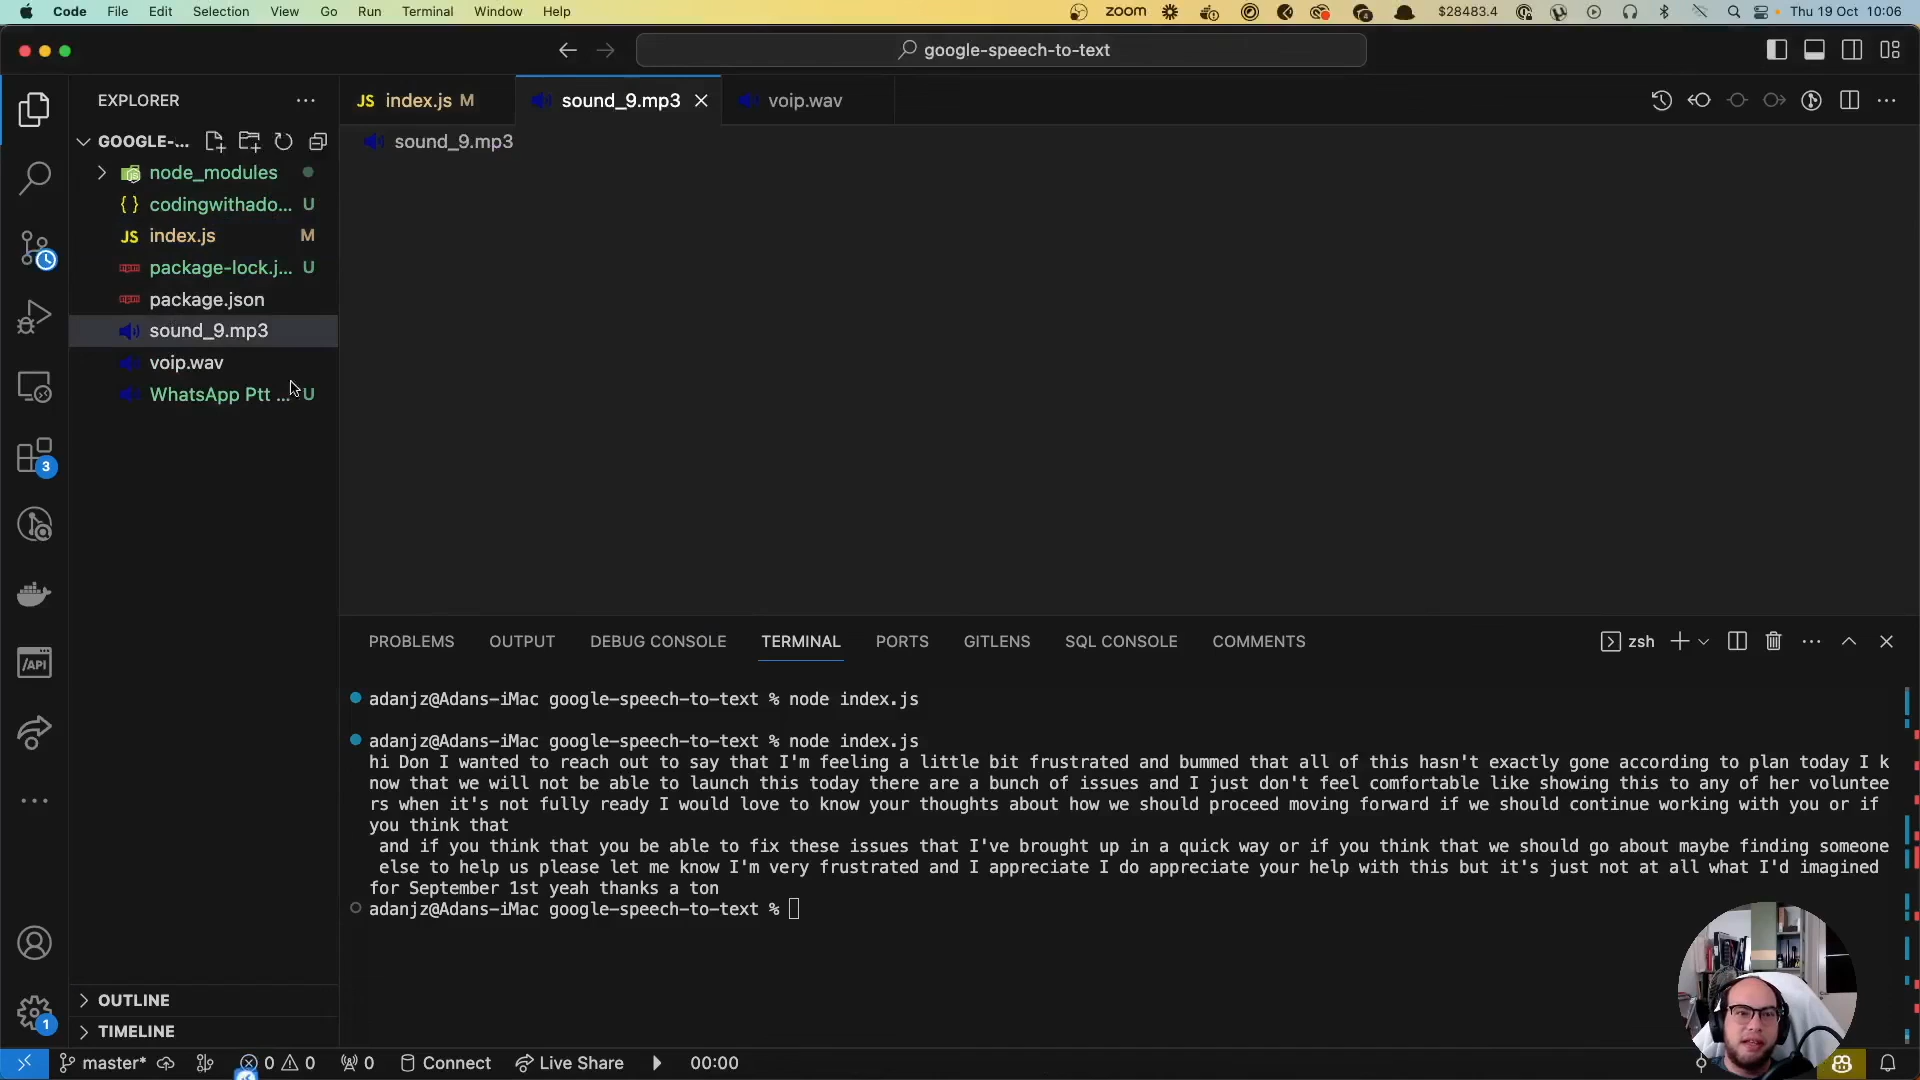 Code File Edit Selection View Go Run Terminal Window Help zoom 4 $28483.4 Thu 19 Oct 10:06
google-speech-to-text
EXPLORER
JS index.js M
sound_9.mp3
voip.wav
GOOGLE-...
sound_9.mp3
node_modules
{ } codingwithado... U
JS index.js M
package-lock.j... U
package.json
sound_9.mp3
voip.wav
WhatsApp Ptt ... U
3
/API
PROBLEMS OUTPUT DEBUG CONSOLE TERMINAL PORTS GITLENS SQL CONSOLE COMMENTS zsh
adanjz@Adans-iMac google-speech-to-text % node index.js
adanjz@Adans-iMac google-speech-to-text % node index.js
hi Don I wanted to reach out to say that I'm feeling a little bit frustrated and bummed that all of this hasn't exactly gone according to plan today I k
now that we will not be able to launch this today there are a bunch of issues and I just don't feel comfortable like showing this to any of her voluntee
rs when it's not fully ready I would love to know your thoughts about how we should proceed moving forward if we should continue working with you or if
you think that
and if you think that you be able to fix these issues that I've brought up in a quick way or if you think that we should go about maybe finding someone
else to help us please let me know I'm very frustrated and I appreciate I do appreciate your help with this but it's just not at all what I'd imagined
for September 1st yeah thanks a ton
adanjz@Adans-iMac google-speech-to-text %
OUTLINE
1
TIMELINE
master* 0 0 0 Connect Live Share 00:00